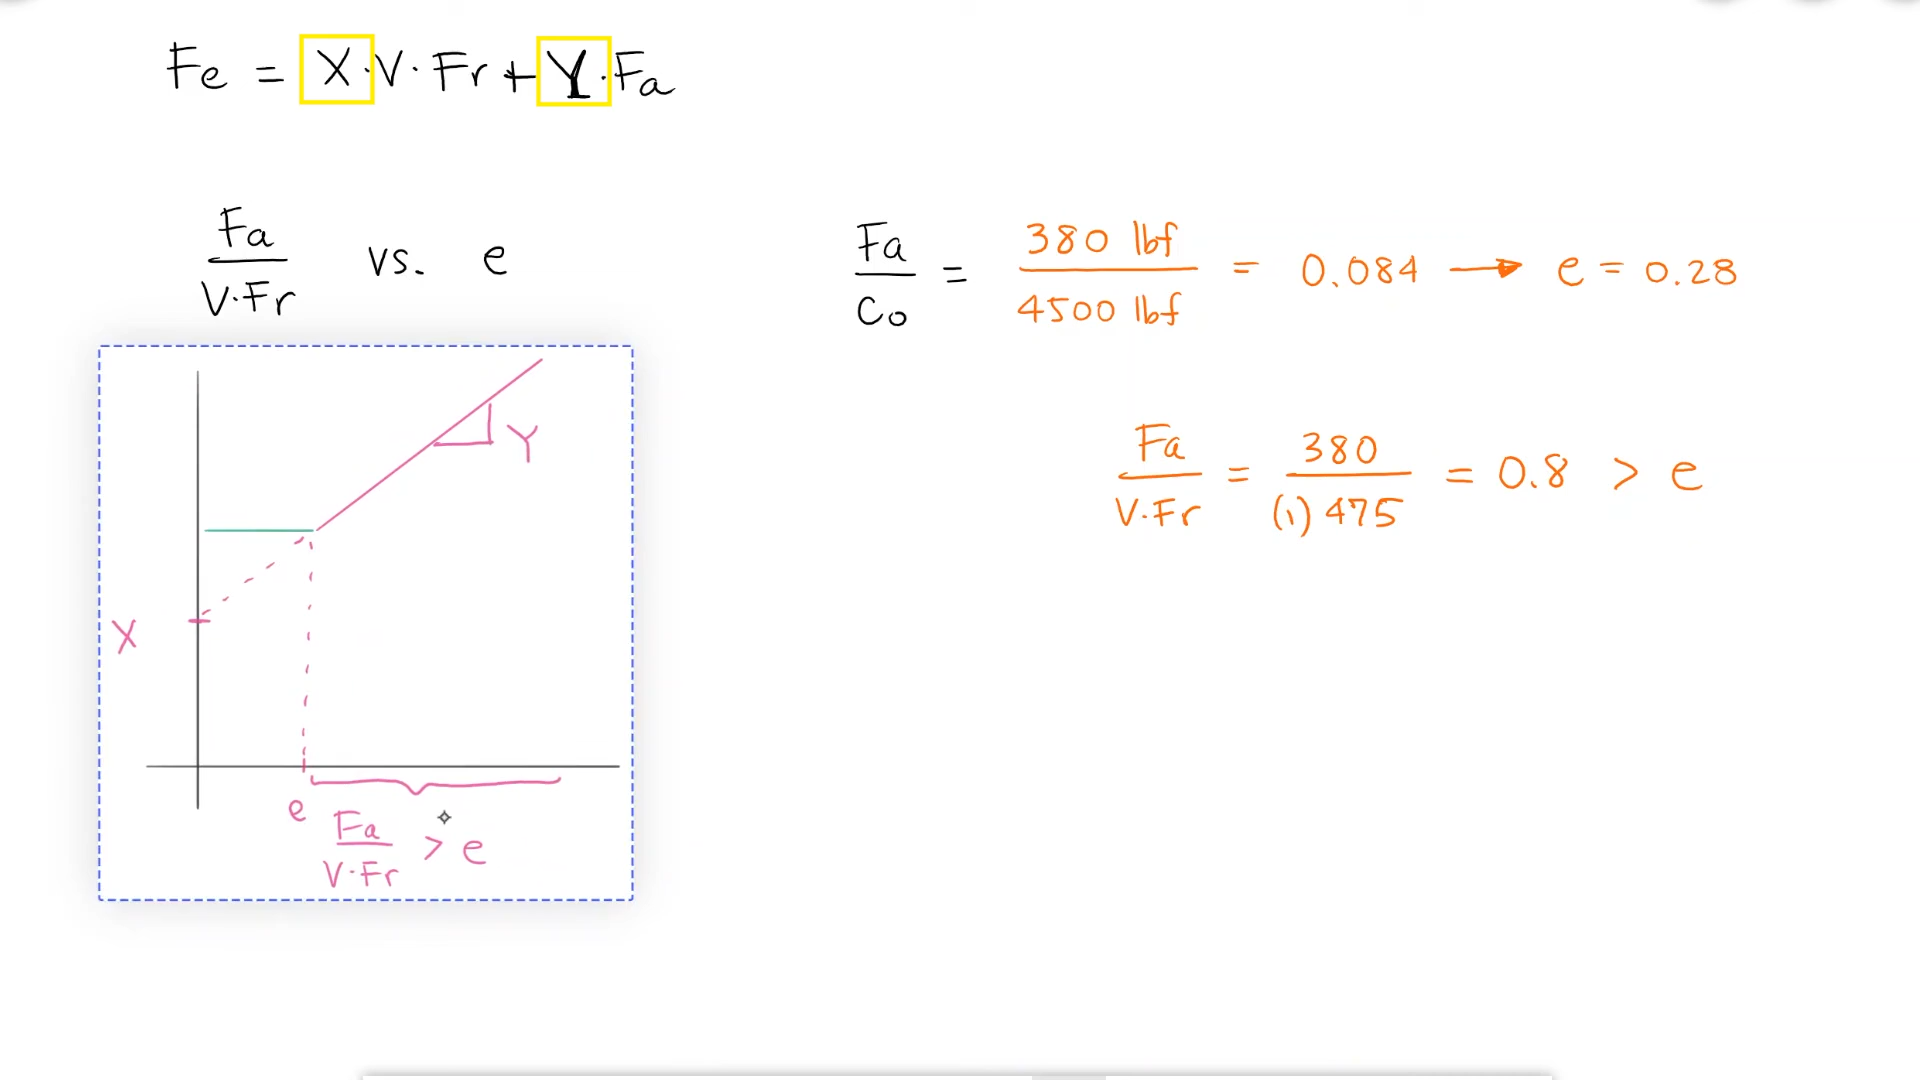 Fe = X·V·Fr + Y·Fa
Fa
V·Fr
vs. e
Fa
Co
=
380 lbf
4500 lbf
= 0.084 → e = 0.28
Fa
V·Fr
=
380
(1) 475
= 0.8 > e
Y
X
e
Fa
V·Fr
> e